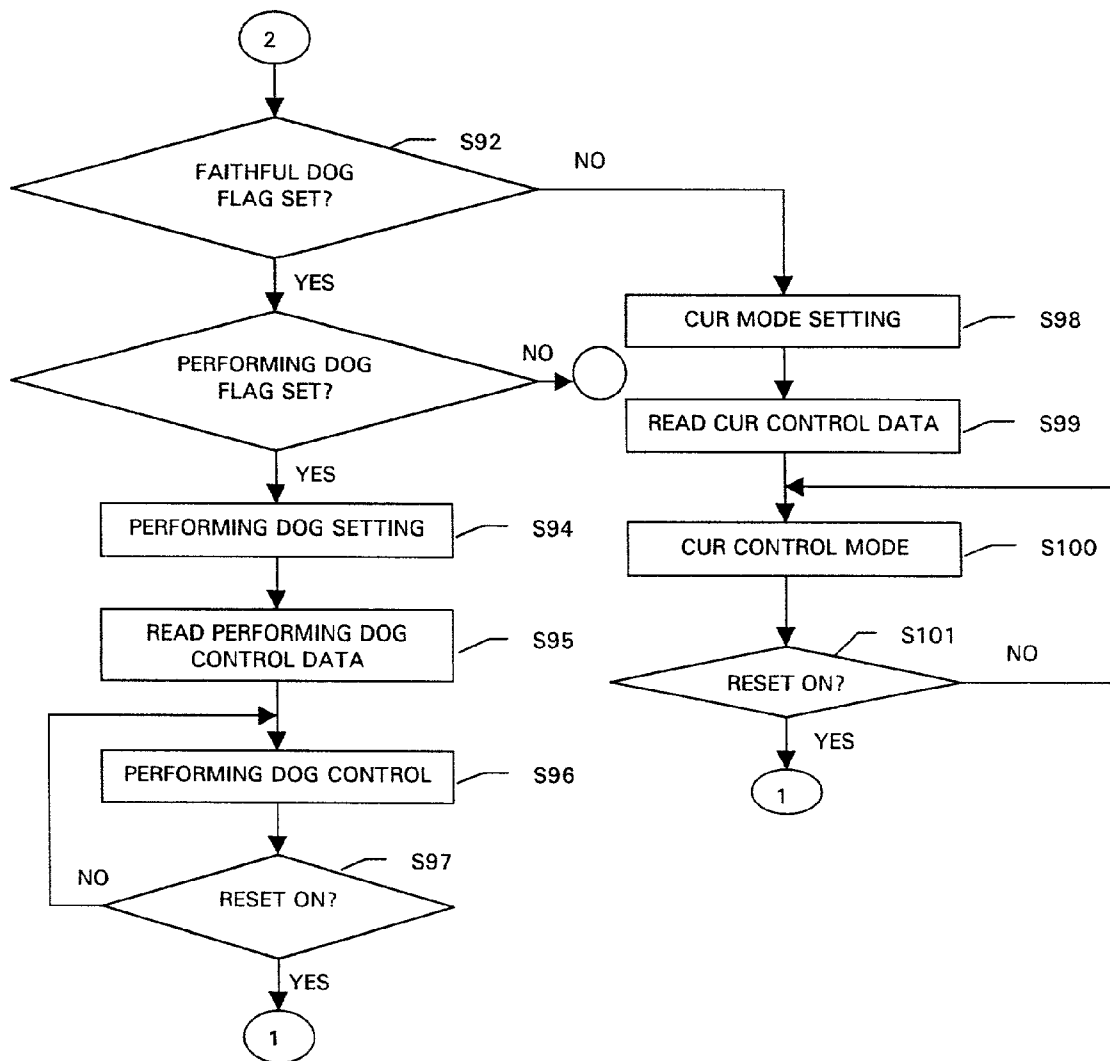 2
S92
FAITHFUL DOG
FLAG SET?
NO
YES
PERFORMING DOG
FLAG SET?
NO
YES
PERFORMING DOG SETTING
S94
READ PERFORMING DOG
CONTROL DATA
S95
PERFORMING DOG CONTROL
S96
S97
RESET ON?
NO
YES
1
CUR MODE SETTING
S98
READ CUR CONTROL DATA
S99
CUR CONTROL MODE
S100
S101
RESET ON?
NO
YES
1